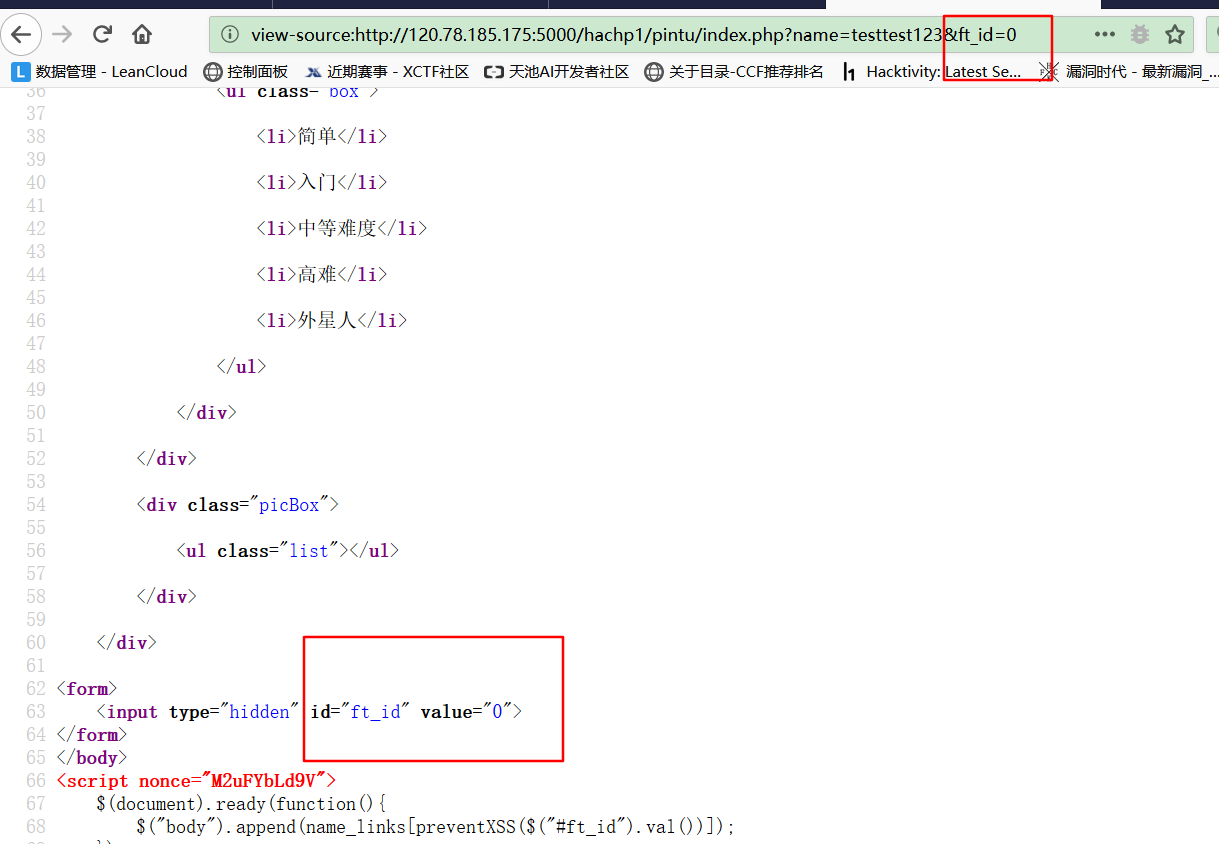 view-source:http://120.78.185.175:5000/hachp1/pintu/index.php?name=testtest123&ft_id=0
数据管理 - LeanCloud 控制面板 近期赛事 - XCTF社区 天池AI开发者社区 关于目录-CCF推荐排名 Hacktivity: Latest Se... 漏洞时代 - 最新漏洞_...
36 <ul class="box">
37
38 <li>简单</li>
39
40 <li>入门</li>
41
42 <li>中等难度</li>
43
44 <li>高难</li>
45
46 <li>外星人</li>
47
48 </ul>
49
50 </div>
51
52 </div>
53
54 <div class="picBox">
55
56 <ul class="list"></ul>
57
58 </div>
59
60 </div>
61
62 <form>
63 <input type="hidden" id="ft_id" value="0">
64 </form>
65 </body>
66 <script nonce="M2uFYbLd9V">
67 $(document).ready(function(){
68 $("body").append(name_links[preventXSS($("#ft_id").val())]);